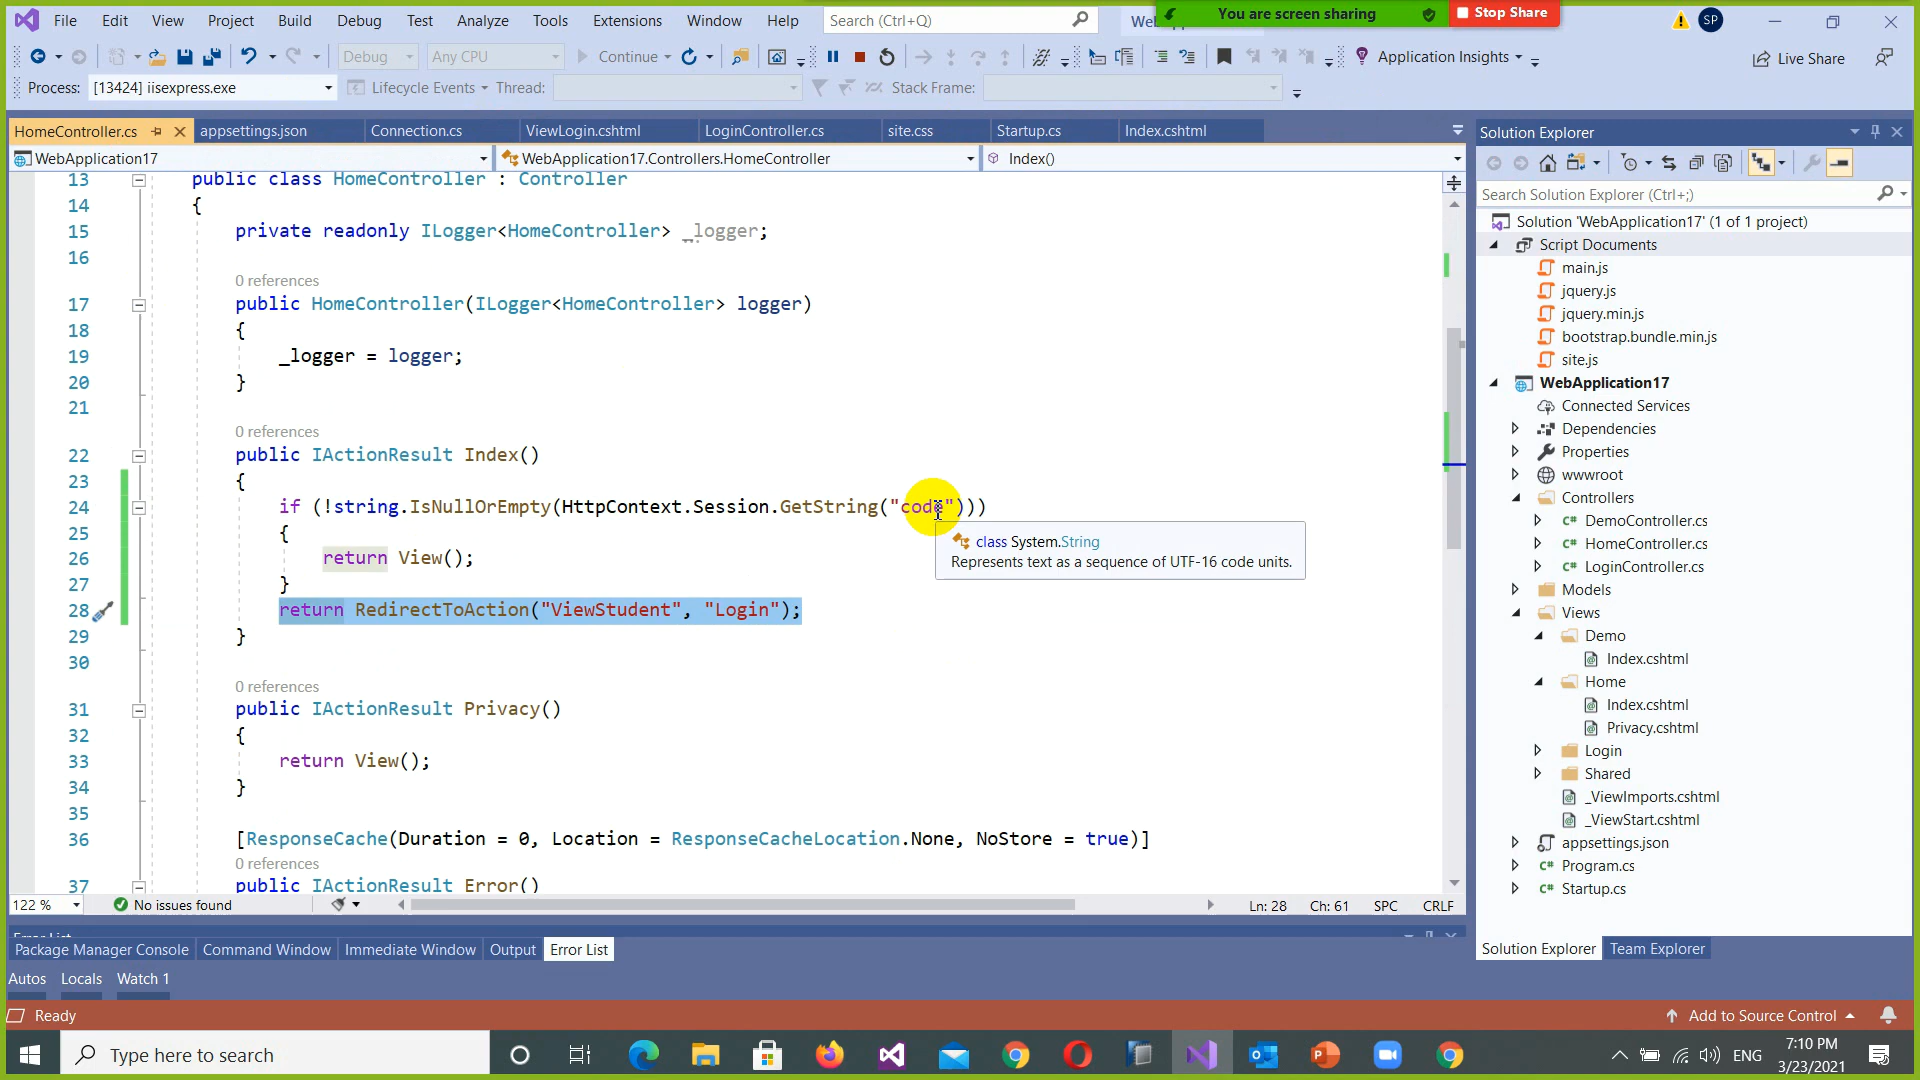 File Edit View Project Build Debug Test Analyze Tools Extensions Window Help
Search (Ctrl+Q)
You are screen sharing
Stop Share
SP
Debug
Any CPU
Continue
Application Insights
Live Share
Process: [13424] iisexpress.exe
Lifecycle Events
Thread:
Stack Frame:
HomeController.cs appsettings.json Connection.cs ViewLogin.cshtml LoginController.cs site.css Startup.cs Index.cshtml
WebApplication17
WebApplication17.Controllers.HomeController
Index()
13 public class HomeController : Controller
14 {
15 private readonly ILogger<HomeController> _logger;
16
0 references
17 public HomeController(ILogger<HomeController> logger)
18 {
19 _logger = logger;
20 }
21
0 references
22 public IActionResult Index()
23 {
24 if (!string.IsNullOrEmpty(HttpContext.Session.GetString("code")))
25 {
26 return View();
27 }
28 return RedirectToAction("ViewStudent", "Login");
29 }
30
class System.String
Represents text as a sequence of UTF-16 code units.
0 references
31 public IActionResult Privacy()
32 {
33 return View();
34 }
35
36 [ResponseCache(Duration = 0, Location = ResponseCacheLocation.None, NoStore = true)]
0 references
37 public IActionResult Error()
122 %
No issues found
Ln: 28 Ch: 61 SPC CRLF
Package Manager Console Command Window Immediate Window Output Error List
Autos Locals Watch 1
Solution Explorer
Search Solution Explorer (Ctrl+;)
Solution 'WebApplication17' (1 of 1 project)
Script Documents
main.js
jquery.js
jquery.min.js
bootstrap.bundle.min.js
site.js
WebApplication17
Connected Services
Dependencies
Properties
wwwroot
Controllers
C# DemoController.cs
C# HomeController.cs
C# LoginController.cs
Models
Views
Demo
Index.cshtml
Home
Index.cshtml
Privacy.cshtml
Login
Shared
_ViewImports.cshtml
_ViewStart.cshtml
appsettings.json
C# Program.cs
C# Startup.cs
Solution Explorer Team Explorer
Ready
Add to Source Control
Type here to search
ENG
7:10 PM
3/23/2021